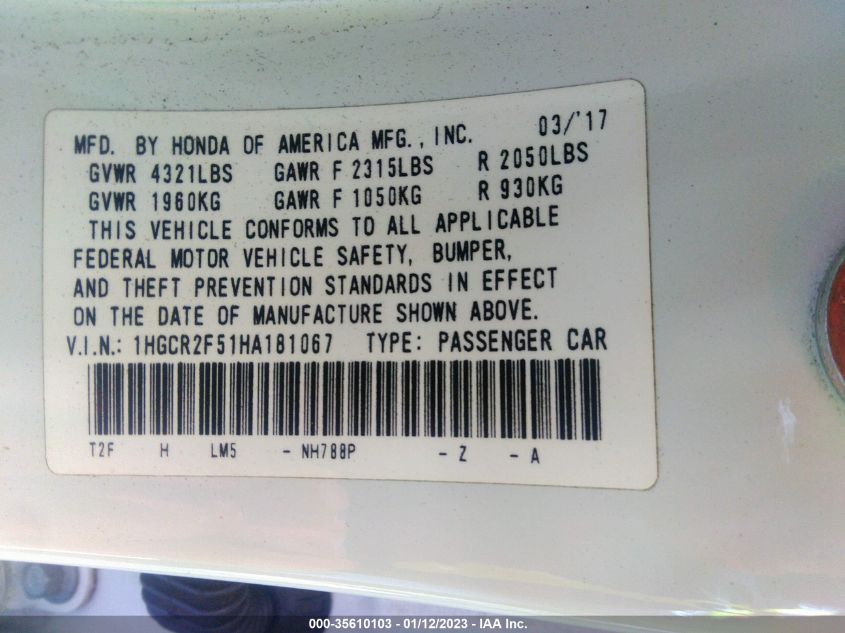 MFD. BY HONDA OF AMERICA MFG., INC. 03/'17
GVWR 4321LBS GAWR F 2315LBS R 2050LBS
GVWR 1960KG GAWR F 1050KG R 930KG
THIS VEHICLE CONFORMS TO ALL APPLICABLE
FEDERAL MOTOR VEHICLE SAFETY, BUMPER,
AND THEFT PREVENTION STANDARDS IN EFFECT
ON THE DATE OF MANUFACTURE SHOWN ABOVE.
V.I.N.: 1HGCR2F51HA181067 TYPE: PASSENGER CAR
T2F H LM5 - NH788P - Z - A
000-35610103 - 01/12/2023 - IAA Inc.